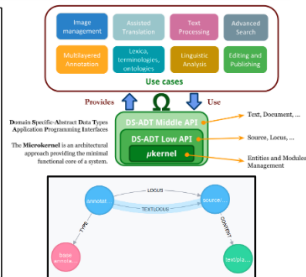 Image
management
Assisted
Translation
Text
Processing
Advanced
Search
Multilayered
Annotation
Lexica,
terminologies,
ontologies
Linguistic
Analysis
Editing and
Publishing
Use cases
Provides Ω Use
Domain Specific-Abstract Data Types
Application Programming Interfaces
The Microkernel is an architectural
approach providing the minimal
functional core of a system.
DS-ADT Middle API
DS-ADT Low API
μkernel
Text, Document, ...
Source, Locus, ...
Entities and Modules
Management
LOCUS
TEXTLOCUS
source:...
TYPE
CONTENT